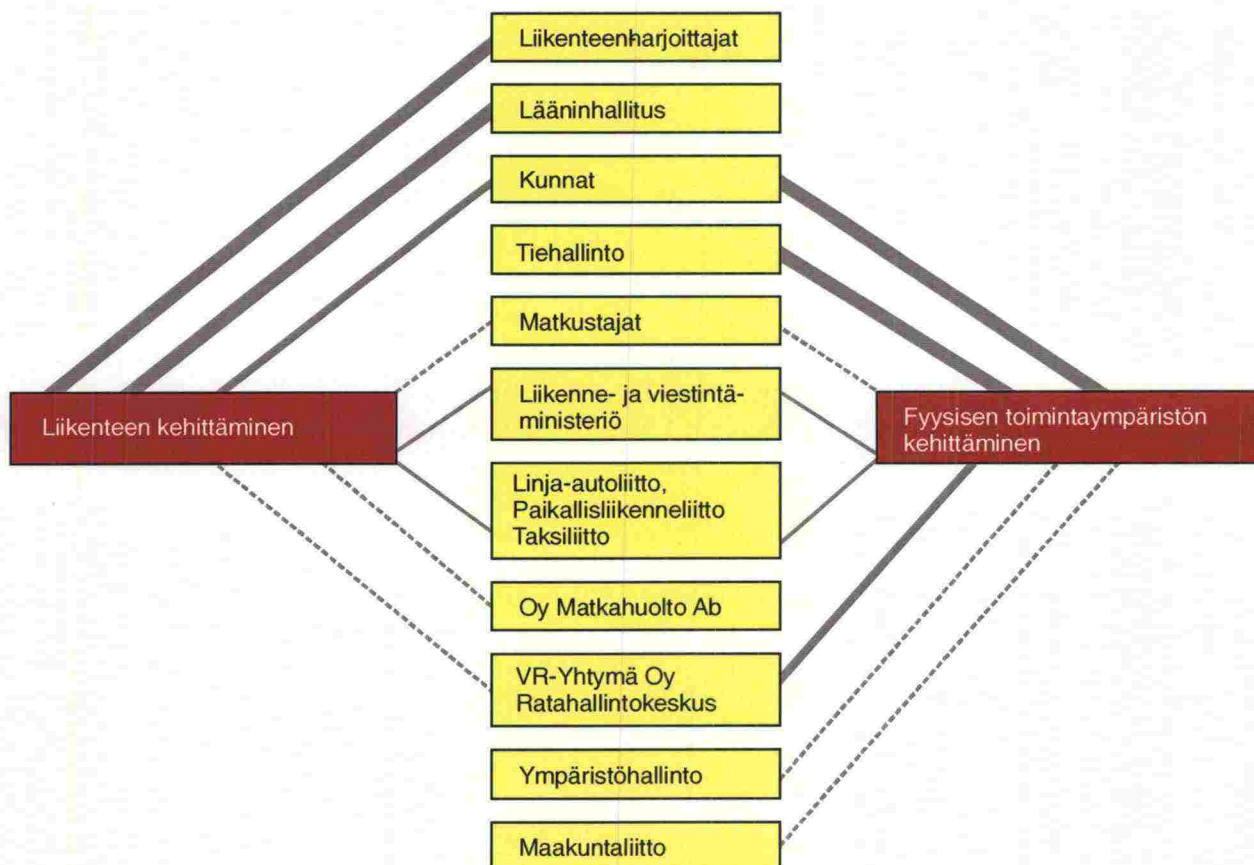 Liikenteenharjoittajat
Lääninhallitus
Kunnat
Tiehallinto
Matkustajat
Liikenteen kehittäminen
Liikenne- ja viestintä-
ministeriö
Fyysisen toimintaympäristön
kehittäminen
Linja-autoliitto,
Paikallisliikenneliitto
Taksiliitto
Oy Matkahuolto Ab
VR-Yhtymä Oy
Ratahallintokeskus
Ympäristöhallinto
Maakuntaliitto